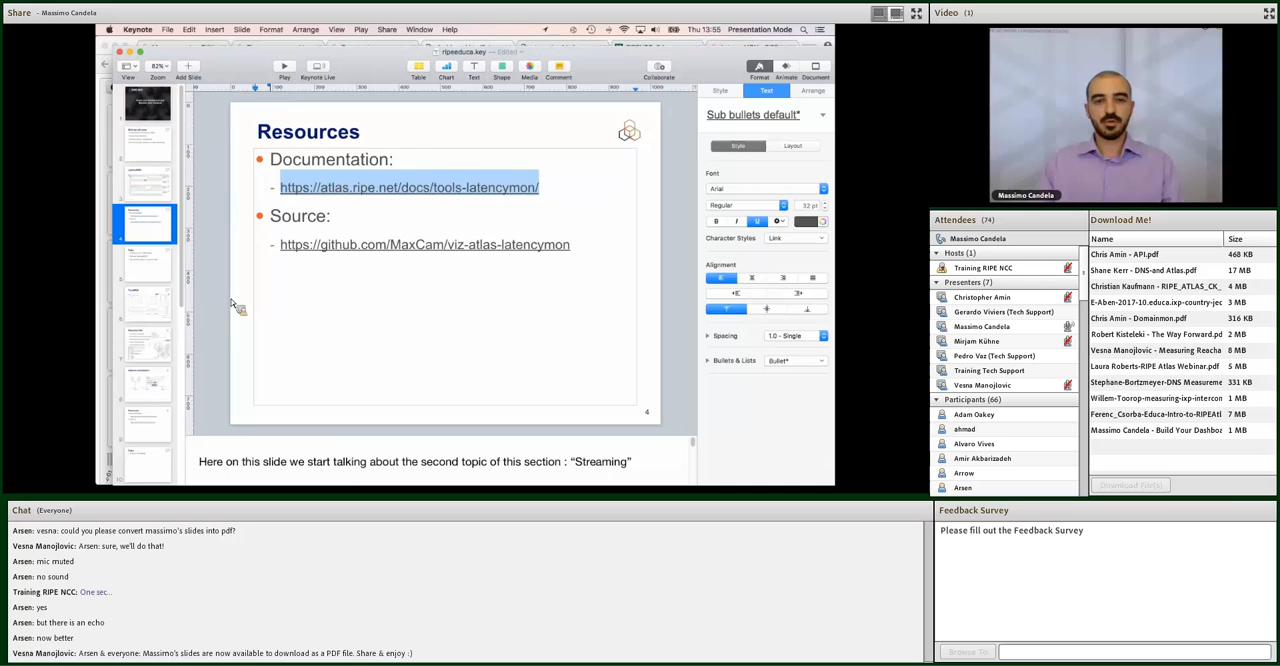 Share - Massimo Candela
Keynote File Edit Insert Slide Format Arrange View Play Share Window Help Thu 13:55 Presentation Mode
ripeeduca.key — Edited
82%
View Zoom Add Slide Play Keynote Live Table Chart Text Shape Media Comment Collaborate Format Animate Document
Style Text Arrange
Sub bullets default*
Style Layout
Font
Arial
Regular 32 pt
B I U
Character Styles Link
Alignment
Spacing 1.0 - Single
Bullets & Lists Bullet*
Resources
Documentation:
- https://atlas.ripe.net/docs/tools-latencymon/
Source:
- https://github.com/MaxCam/viz-atlas-latencymon
4
Here on this slide we start talking about the second topic of this section : “Streaming”
Video (1)
Massimo Candela
Attendees (74)
Massimo Candela
Hosts (1)
Training RIPE NCC
Presenters (7)
Christopher Amin
Gerardo Viviers (Tech Support)
Massimo Candela
Mirjam Kühne
Pedro Vaz (Tech Support)
Training Tech Support
Vesna Manojlovic
Participants (66)
Adam Oakey
ahmad
Alvaro Vives
Amir Akbarizadeh
Arrow
Arsen
Download Me!
Name Size
Chris Amin - API.pdf 468 KB
Shane Kerr - DNS-and Atlas.pdf 17 MB
Christian Kaufmann - RIPE_ATLAS_CK_ 2 MB
E-Aben-2017-10.educa.ixp-country-jec 3 MB
Chris Amin - Domainmon.pdf 316 KB
Robert Kisteleki - The Way Forward.pd 2 MB
Vesna Manojlovic - Measuring Reacha 8 MB
Laura Roberts-RIPE Atlas Webinar.pdf 5 MB
Stephane-Bortzmeyer-DNS Measureme 331 KB
Willem-Toorop-measuring-ixp-intercon 1 MB
Ferenc_Csorba-Educa-Intro-to-RIPEAtl 7 MB
Massimo Candela - Build Your Dashboa 1 MB
Download File(s)
Chat (Everyone)
Arsen: vesna: could you please convert massimo's slides into pdf?
Vesna Manojlovic: Arsen: sure, we'll do that!
Arsen: mic muted
Arsen: no sound
Training RIPE NCC: One sec...
Arsen: yes
Arsen: but there is an echo
Arsen: now better
Vesna Manojlovic: Arsen & everyone: Massimo's slides are now available to download as a PDF file. Share & enjoy :)
Feedback Survey
Please fill out the Feedback Survey
Browse To